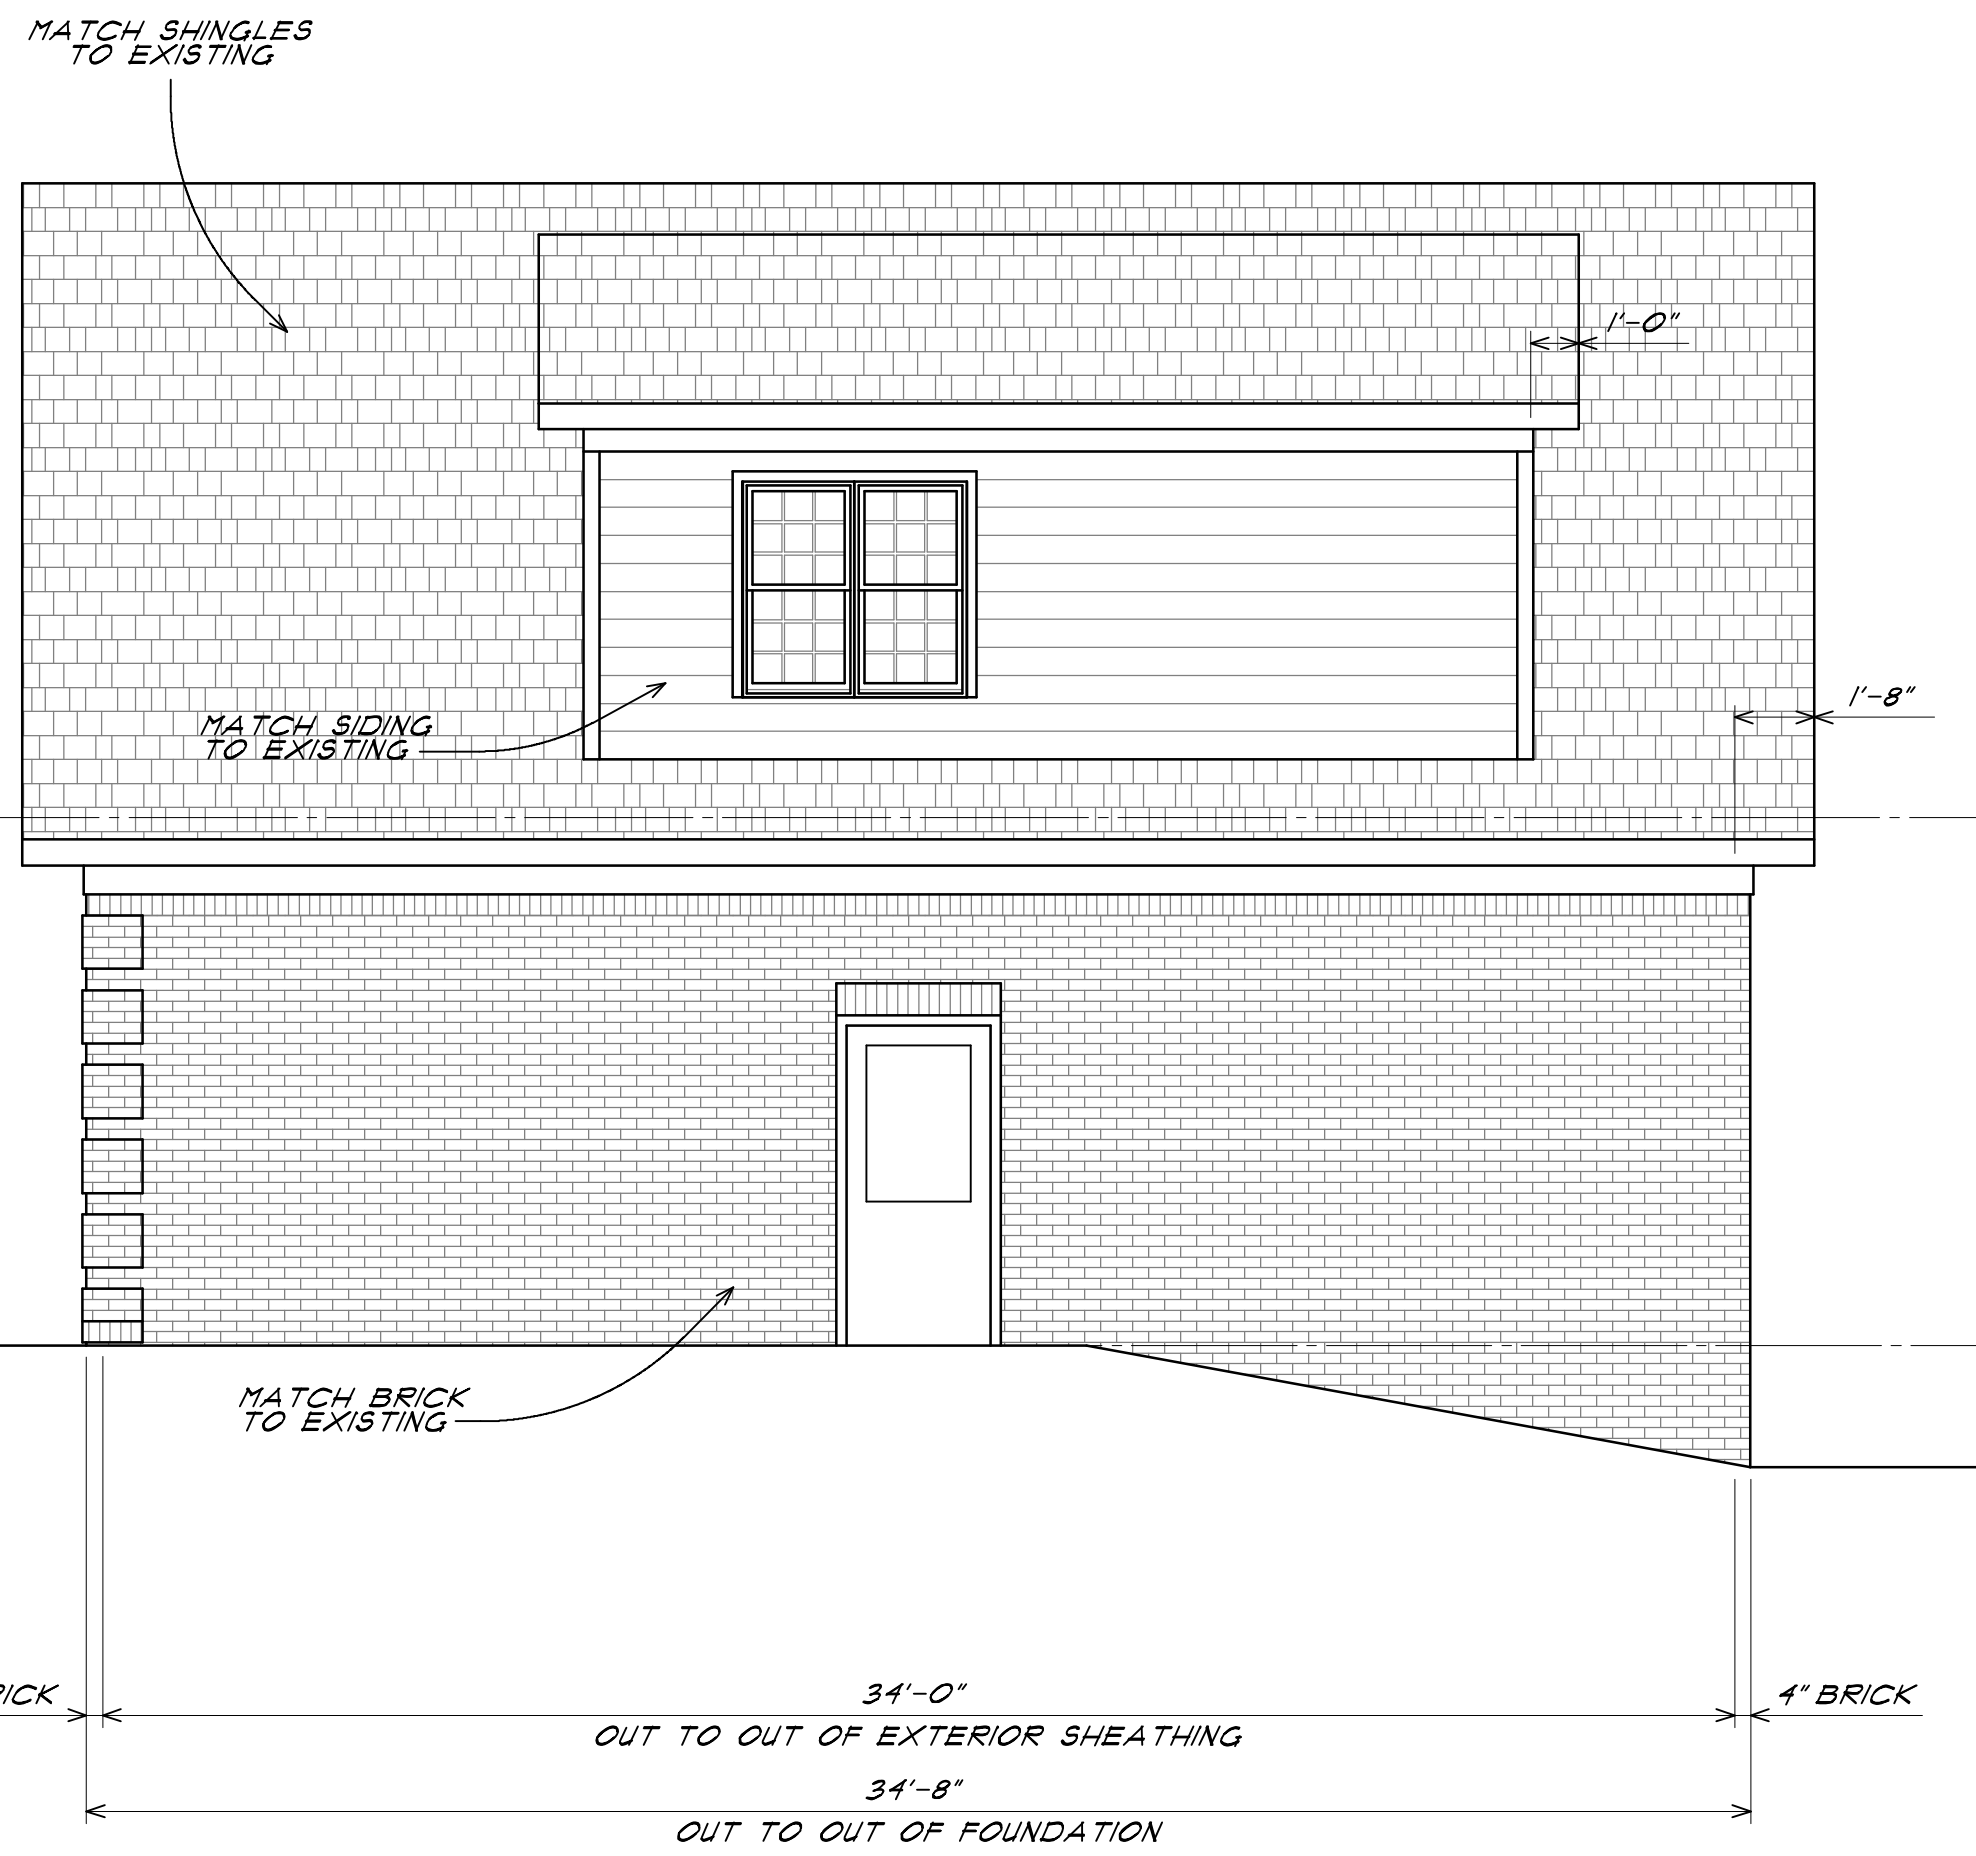 MATCH SHINGLES
TO EXISTING
1'-0"
1'-8"
MATCH SIDING
TO EXISTING
MATCH BRICK
TO EXISTING
34'-0"
4" BRICK
OUT TO OUT OF EXTERIOR SHEATHING
34'-8"
OUT TO OUT OF FOUNDATION